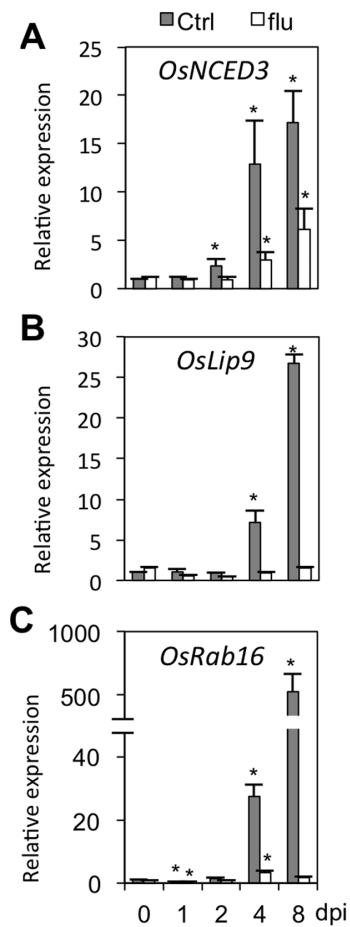 Ctrl flu
A
OsNCED3
Relative expression
25
20
15
10
5
0
* * * * *
B
OsLip9
Relative expression
30
25
20
15
10
5
0
* *
C
OsRab16
Relative expression
1000
500
40
20
0
* * * * *
0 1 2 4 8 dpi